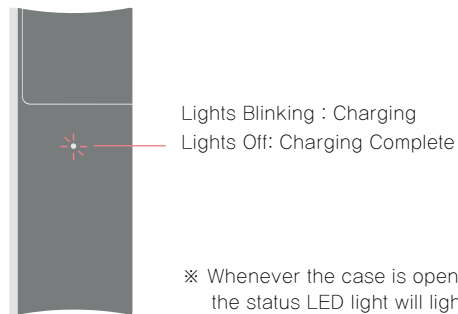 Lights Blinking : Charging
Lights Off: Charging Complete
※ Whenever the case is open
the status LED light will